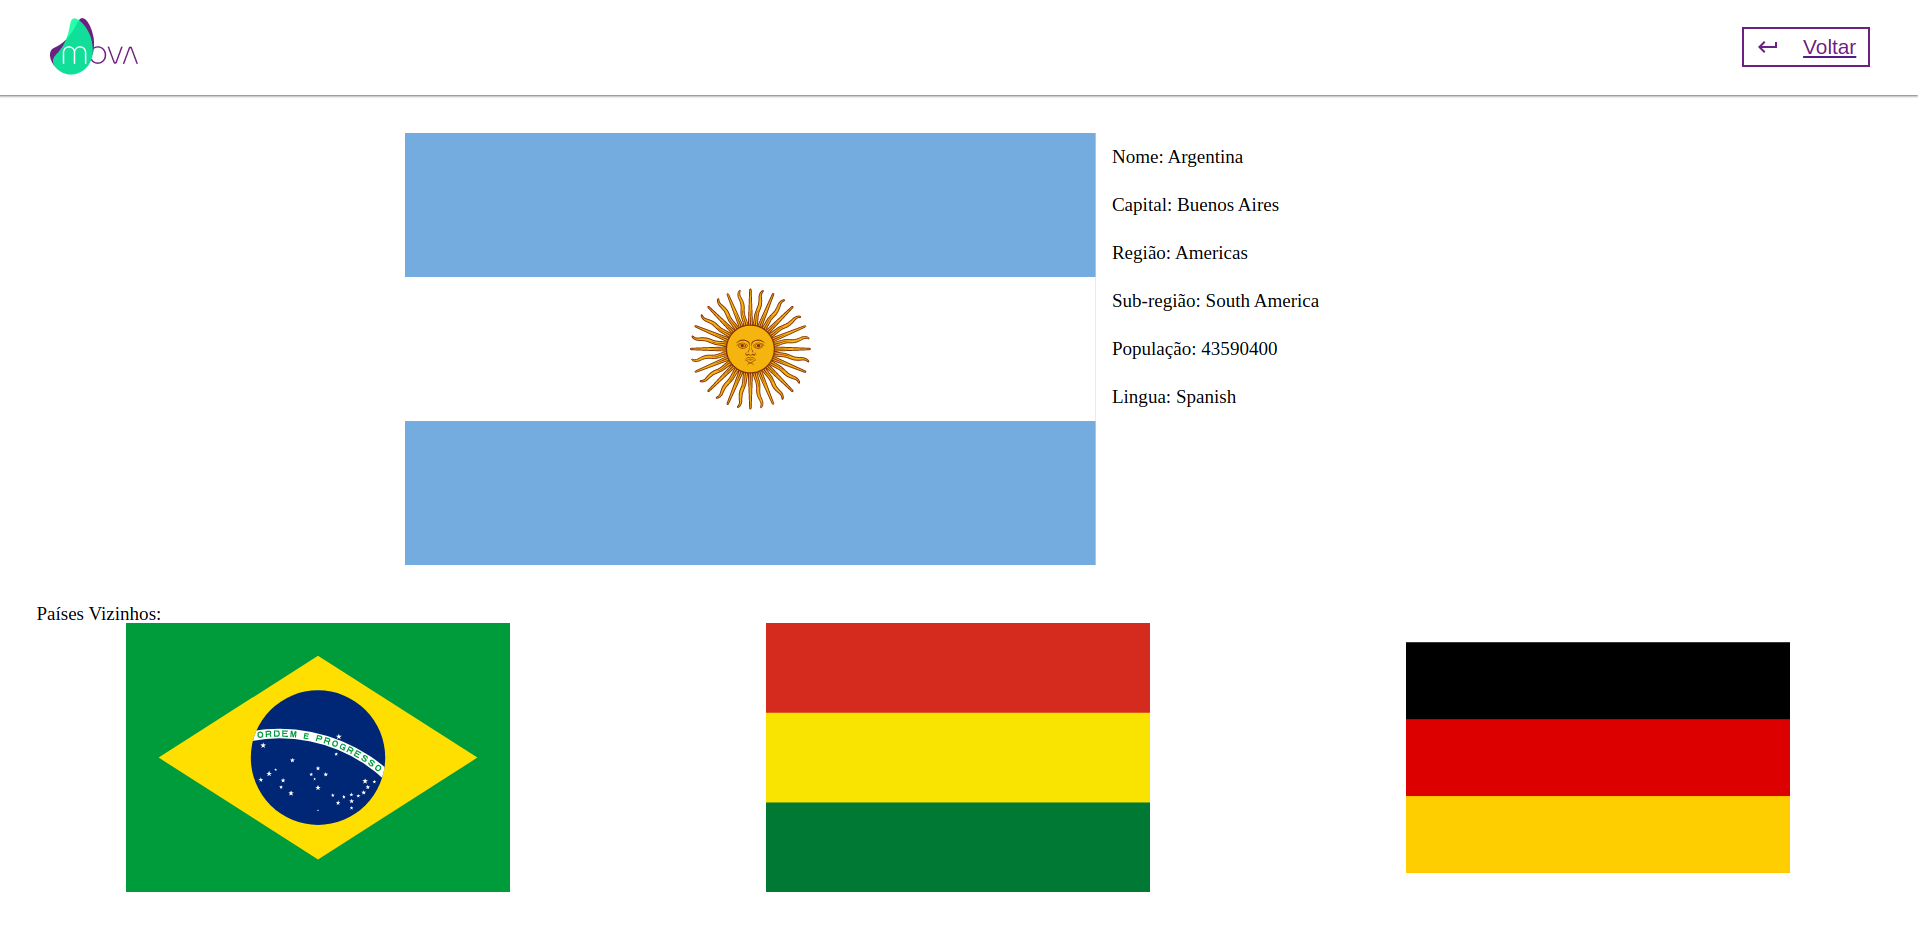 mova
Voltar
Nome: Argentina
Capital: Buenos Aires
Região: Americas
Sub-região: South America
População: 43590400
Lingua: Spanish
Países Vizinhos:
ORDEM E PROGRESSO